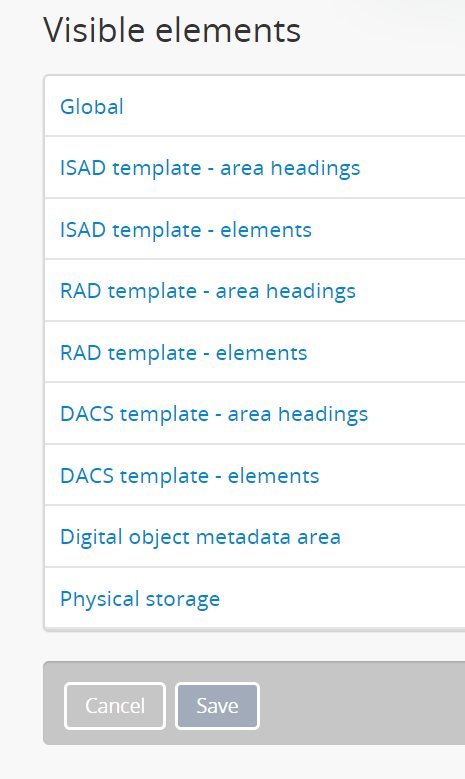 Visible elements
Global
ISAD template - area headings
ISAD template - elements
RAD template - area headings
RAD template - elements
DACS template - area headings
DACS template - elements
Digital object metadata area
Physical storage
Cancel Save